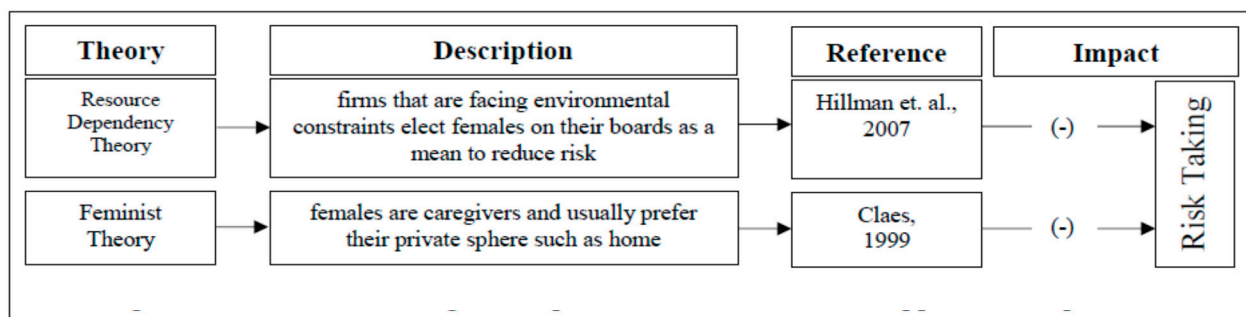 Theory
Description
Reference
Impact
Resource
Dependency
Theory
firms that are facing environmental
constraints elect females on their boards as a
mean to reduce risk
Hillman et. al.,
2007
(-)
Risk Taking
Feminist
Theory
females are caregivers and usually prefer
their private sphere such as home
Claes,
1999
(-)